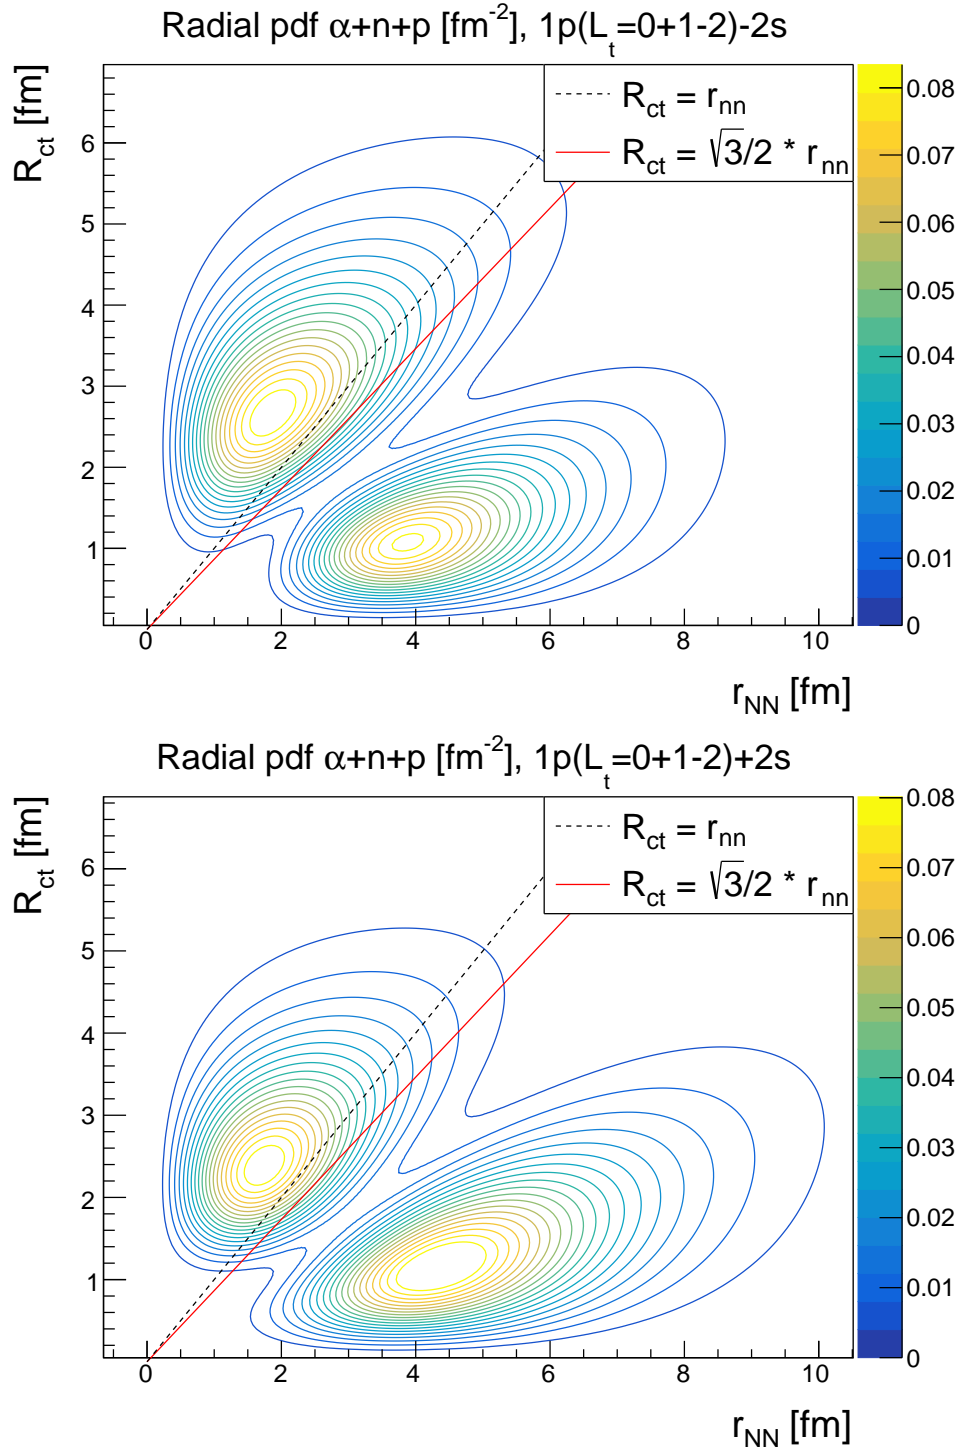 Radial pdf α+n+p [fm⁻²], 1p(Lₜ=0+1-2)-2s
R_ct [fm]
R_ct = r_nn
R_ct = √3/2 * r_nn
6
5
4
3
2
1
0 2 4 6 8 10
r_NN [fm]
0.08
0.07
0.06
0.05
0.04
0.03
0.02
0.01
0
Radial pdf α+n+p [fm⁻²], 1p(Lₜ=0+1-2)+2s
R_ct [fm]
R_ct = r_nn
R_ct = √3/2 * r_nn
6
5
4
3
2
1
0 2 4 6 8 10
r_NN [fm]
0.08
0.07
0.06
0.05
0.04
0.03
0.02
0.01
0